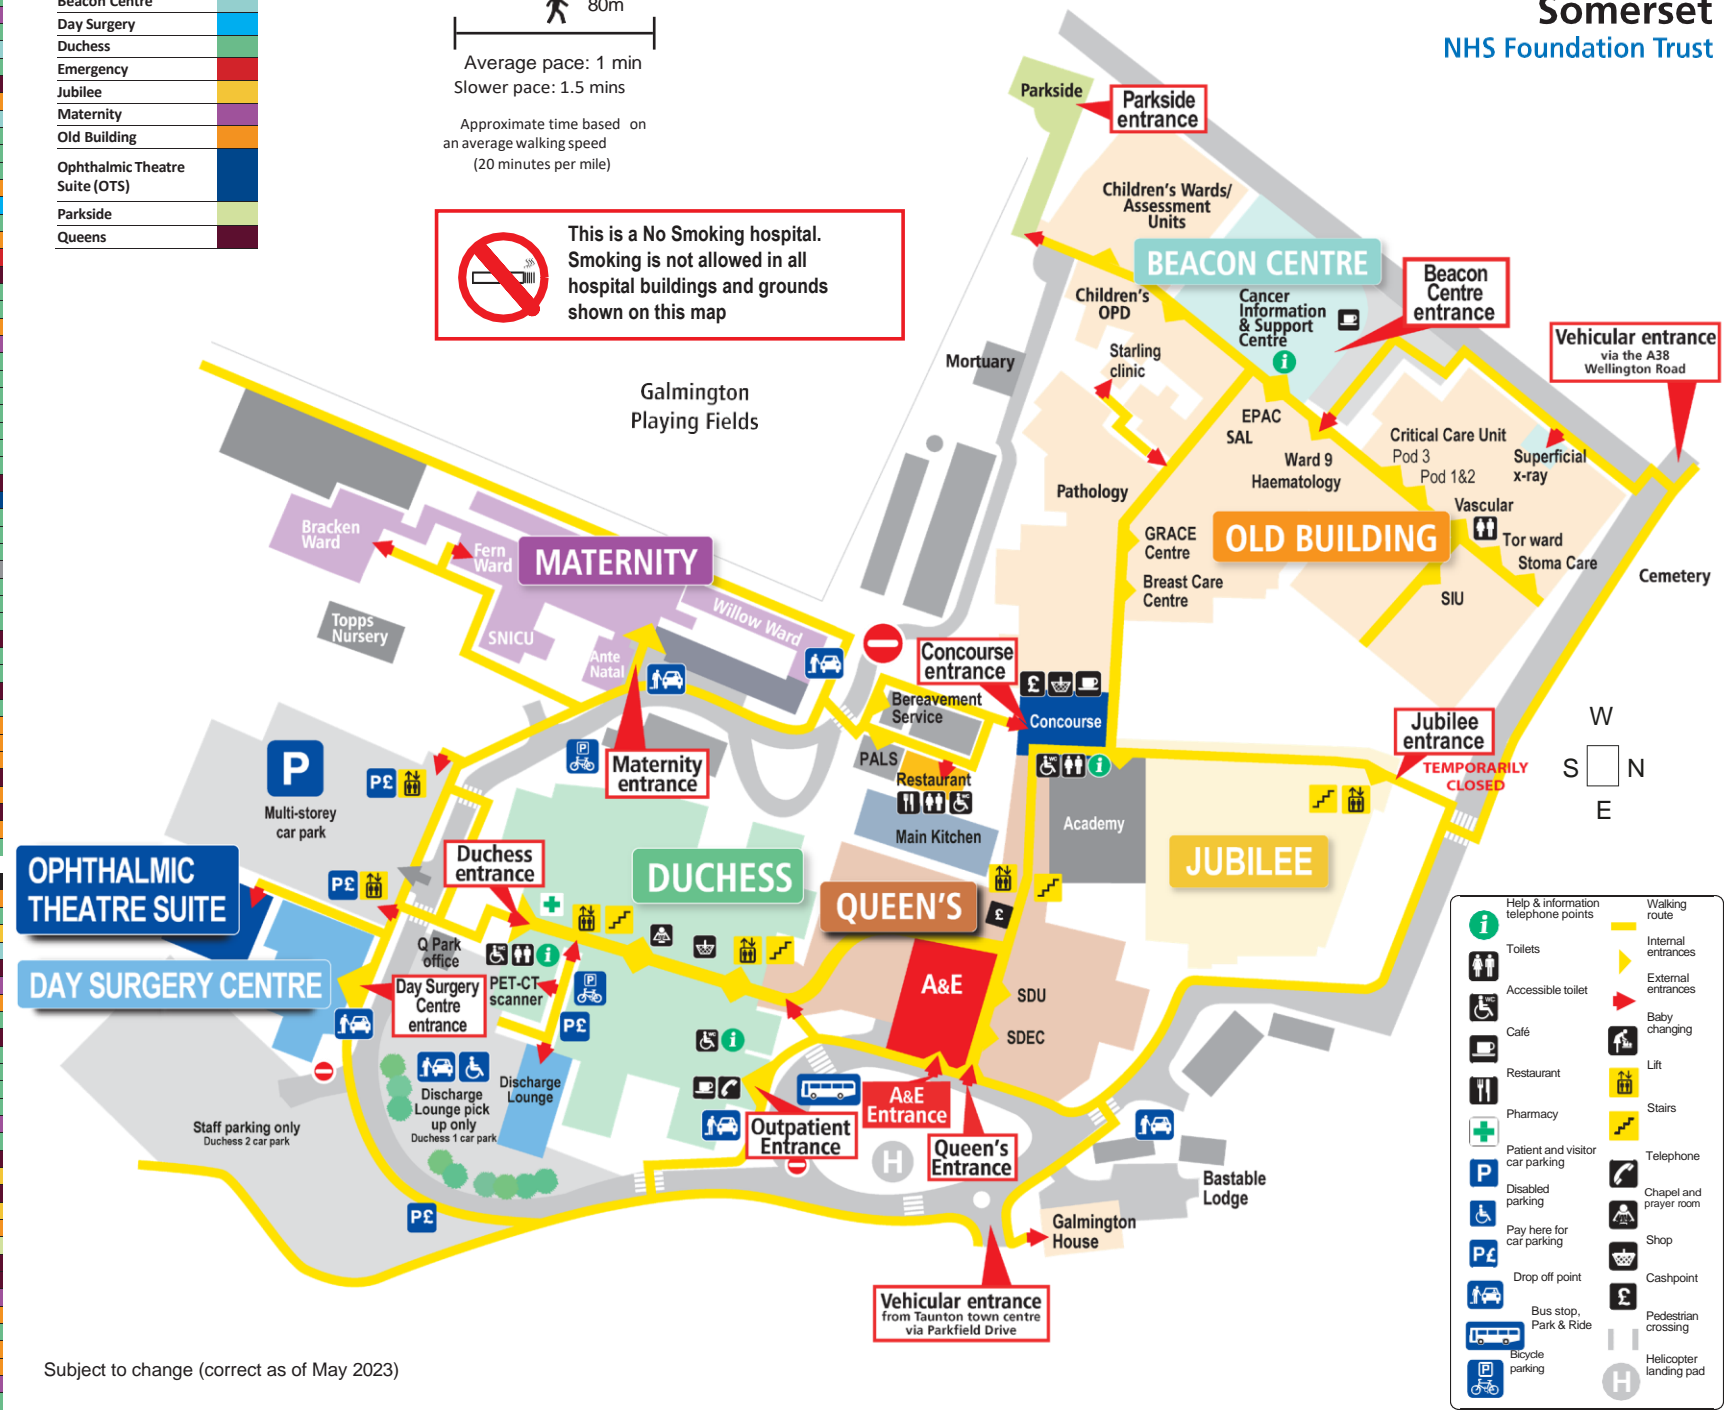 Beacon Centre
Day Surgery
Duchess
Emergency
Jubilee
Maternity
Old Building
Ophthalmic Theatre
Suite (OTS)
Parkside
Queens
80m
Average pace: 1 min
Slower pace: 1.5 mins
Approximate time based on
an average walking speed
(20 minutes per mile)
Somerset
NHS Foundation Trust
This is a No Smoking hospital.
Smoking is not allowed in all
hospital buildings and grounds
shown on this map
Parkside
Parkside
entrance
Children's Wards/
Assessment
Units
BEACON CENTRE
Beacon
Centre
entrance
Children's
OPD
Cancer
Information
& Support
Centre
i
Vehicular entrance
via the A38
Wellington Road
Mortuary
Starling
clinic
Galmington
Playing Fields
EPAC
SAL
Ward 9
Haematology
Critical Care Unit
Pod 3
Pod 1&2
Superficial
x-ray
Pathology
Vascular
OLD BUILDING
Tor ward
Stoma Care
GRACE
Centre
Breast Care
Centre
SIU
Cemetery
Bracken
Ward
Fern
Ward
MATERNITY
Willow Ward
Topps
Nursery
SNICU
Ante
Natal
Concourse
entrance
£
Concourse
Bereavement
Service
PALS
Restaurant
Main Kitchen
WC
i
Academy
Jubilee
entrance
TEMPORARILY
CLOSED
W
S
N
E
JUBILEE
Maternity
entrance
P
P
Multi-storey
car park
P£
Duchess
entrance
DUCHESS
QUEEN'S
£
OPHTHALMIC
THEATRE SUITE
P£
Q Park
office
WC
i
DAY SURGERY CENTRE
Day Surgery
Centre
entrance
PET-CT
scanner
P
P£
A&E
SDU
SDEC
WC
i
Discharge
Lounge pick
up only
Duchess 1 car park
Discharge
Lounge
Staff parking only
Duchess 2 car park
A&E
Entrance
Outpatient
Entrance
H
Queen's
Entrance
Bastable
Lodge
P£
Galmington
House
Vehicular entrance
from Taunton town centre
via Parkfield Drive
i
Help & information
telephone points
Toilets
WC
Accessible toilet
Café
Restaurant
Pharmacy
P
Patient and visitor
car parking
Disabled
parking
P£
Pay here for
car parking
Drop off point
Bus stop,
Park & Ride
P
Bicycle
parking
Walking
route
Internal
entrances
External
entrances
Baby
changing
Lift
Stairs
Telephone
Chapel and
prayer room
Shop
£
Cashpoint
Pedestrian
crossing
H
Helicopter
landing pad
Subject to change (correct as of May 2023)